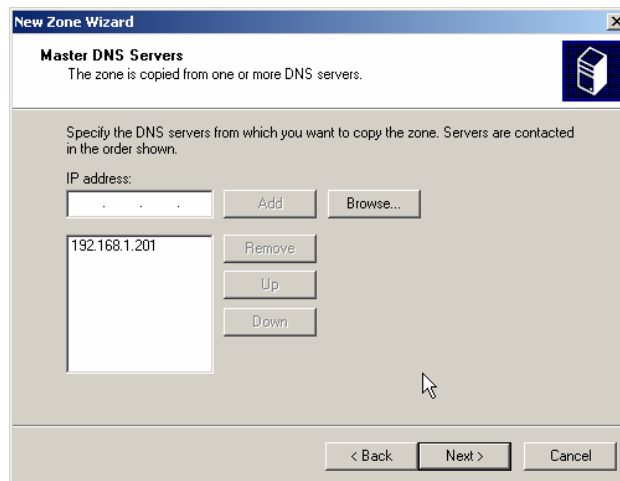 New Zone Wizard
Master DNS Servers
The zone is copied from one or more DNS servers.
Specify the DNS servers from which you want to copy the zone. Servers are contacted
in the order shown.
IP address:
. . .
Add
Browse...
192.168.1.201
Remove
Up
Down
< Back
Next >
Cancel